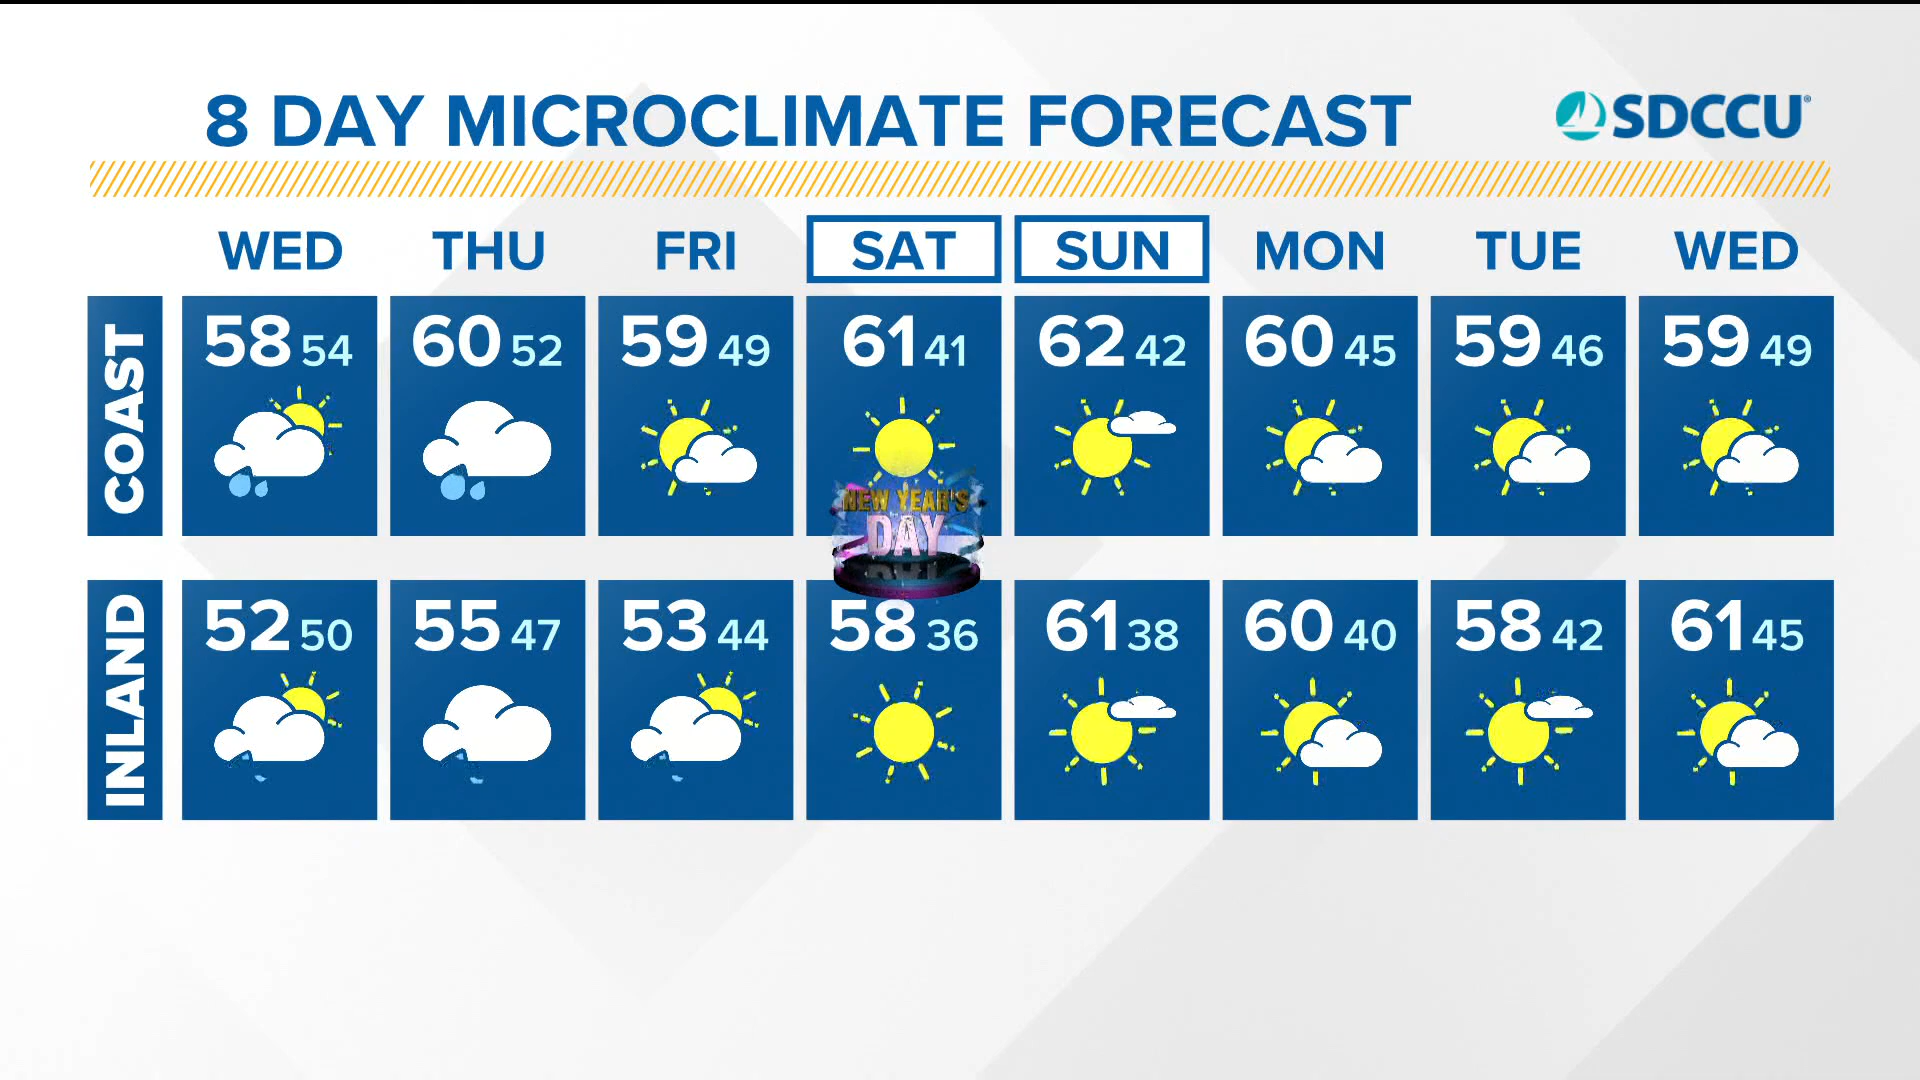 8 DAY MICROCLIMATE FORECAST
SDCCU®
WED THU FRI SAT SUN MON TUE WED
COAST
58 54 60 52 59 49 61 41 62 42 60 45 59 46 59 49
NEW YEAR'S
DAY
INLAND
52 50 55 47 53 44 58 36 61 38 60 40 58 42 61 45